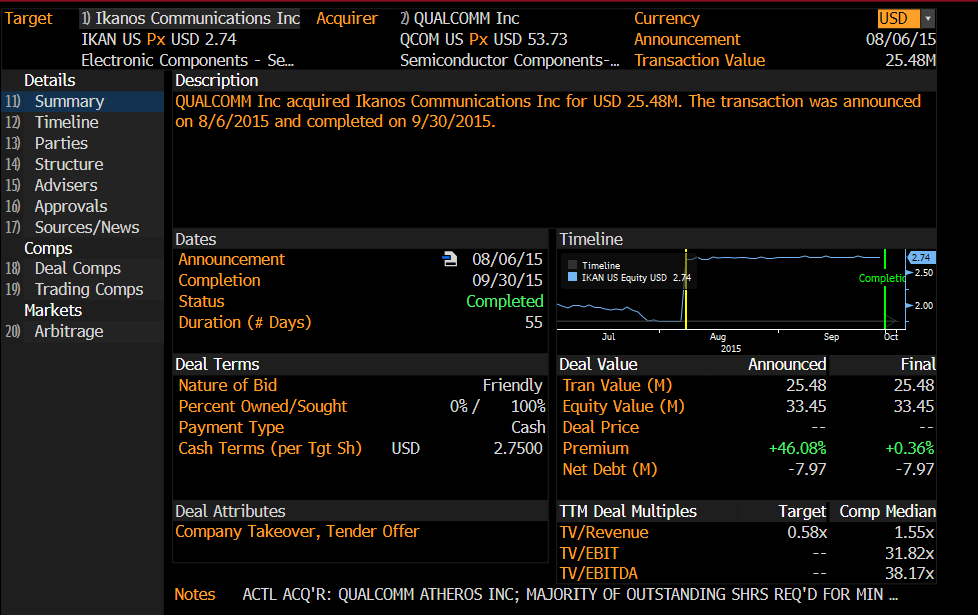 Target 1) Ikanos Communications Inc Acquirer 2) QUALCOMM Inc Currency USD
IKAN US Px USD 2.74 QCOM US Px USD 53.73 Announcement 08/06/15
Electronic Components - Se... Semiconductor Components-... Transaction Value 25.48M
Details
11) Summary
12) Timeline
13) Parties
14) Structure
15) Advisers
16) Approvals
17) Sources/News
Comps
18) Deal Comps
19) Trading Comps
Markets
20) Arbitrage
Description
QUALCOMM Inc acquired Ikanos Communications Inc for USD 25.48M. The transaction was announced
on 8/6/2015 and completed on 9/30/2015.
Dates
Announcement 08/06/15
Completion 09/30/15
Status Completed
Duration (# Days) 55
Timeline
Timeline
IKAN US Equity USD 2.74
2.74
2.50
Completio
2.00
Jul Aug Sep Oct
2015
Deal Terms
Nature of Bid Friendly
Percent Owned/Sought 0% / 100%
Payment Type Cash
Cash Terms (per Tgt Sh) USD 2.7500
Deal Value Announced Final
Tran Value (M) 25.48 25.48
Equity Value (M) 33.45 33.45
Deal Price -- --
Premium +46.08% +0.36%
Net Debt (M) -7.97 -7.97
Deal Attributes
Company Takeover, Tender Offer
TTM Deal Multiples Target Comp Median
TV/Revenue 0.58x 1.55x
TV/EBIT -- 31.82x
TV/EBITDA -- 38.17x
Notes ACTL ACQ'R: QUALCOMM ATHEROS INC; MAJORITY OF OUTSTANDING SHRS REQ'D FOR MIN ...